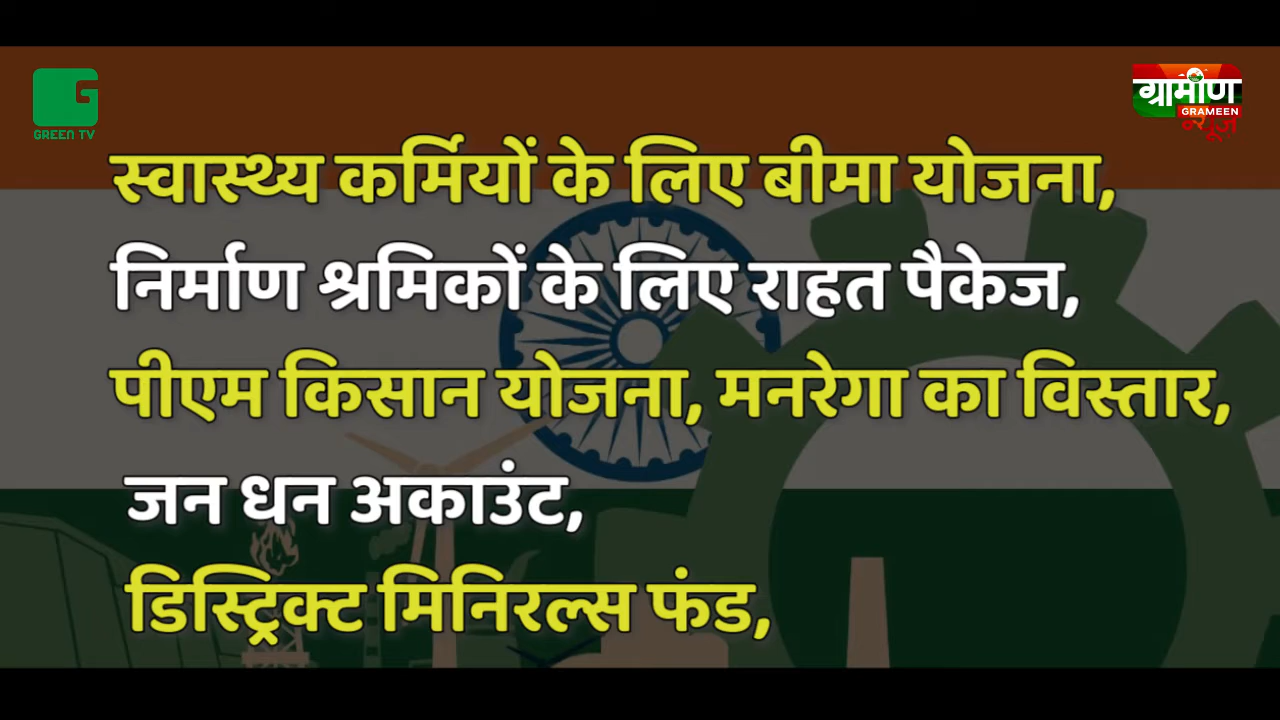 GREEN TV
ग्रामीण
GRAMEEN
न्यूज़
स्वास्थ्य कर्मियों के लिए बीमा योजना,
निर्माण श्रमिकों के लिए राहत पैकेज,
पीएम किसान योजना, मनरेगा का विस्तार,
जन धन अकाउंट,
डिस्ट्रिक्ट मिनिरल्स फंड,